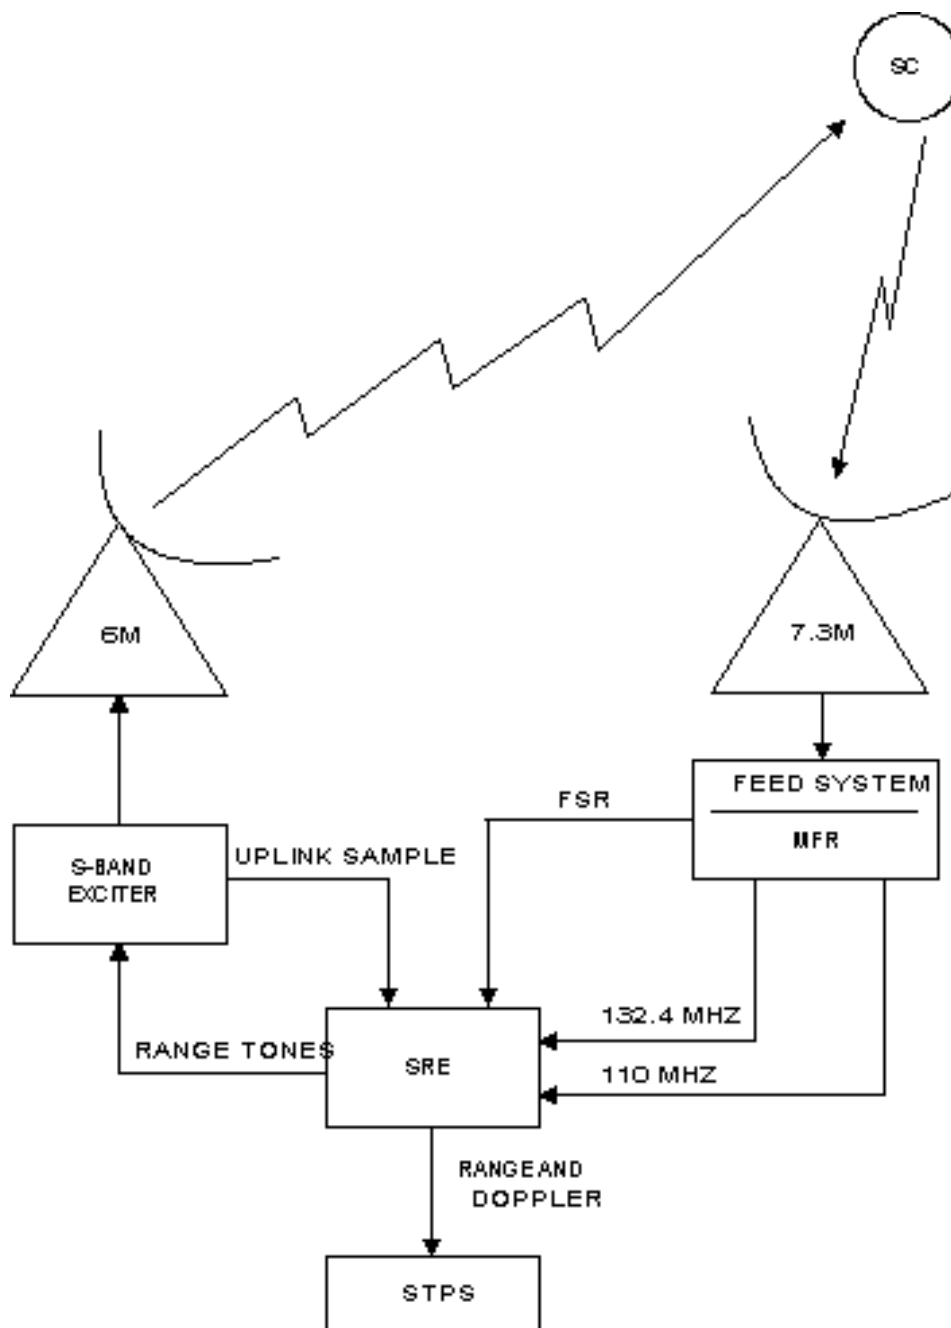 SC
6M
7.3M
FEED SYSTEM
MFR
FSR
S-BAND
EXCITER
UPLINK SAMPLE
132.4 MHZ
RANGE TONES
SRE
110 MHZ
RANGE AND
DOPPLER
STPS